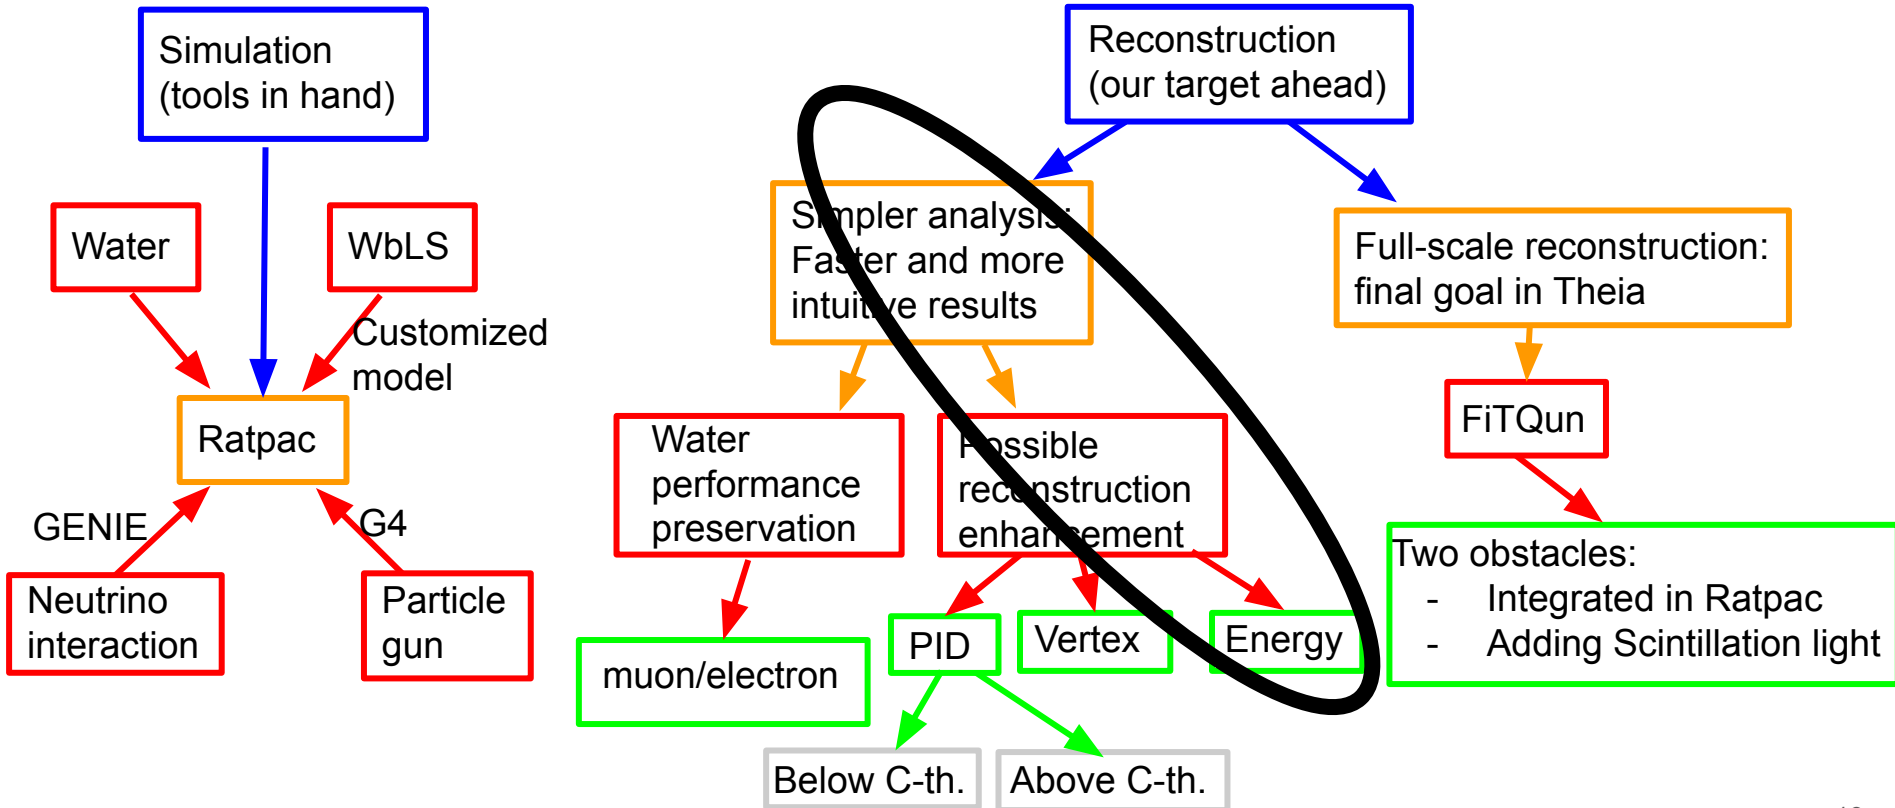 Simulation
(tools in hand)
Water
WbLS
Customized
model
Ratpac
GENIE
G4
Neutrino
interaction
Particle
gun
Reconstruction
(our target ahead)
Simpler analysis:
Faster and more
intuitive results
Full-scale reconstruction:
final goal in Theia
Water
performance
preservation
Possible
reconstruction
enhancement
FiTQun
muon/electron
PID
Vertex
Energy
Two obstacles:
- Integrated in Ratpac
- Adding Scintillation light
Below C-th.
Above C-th.